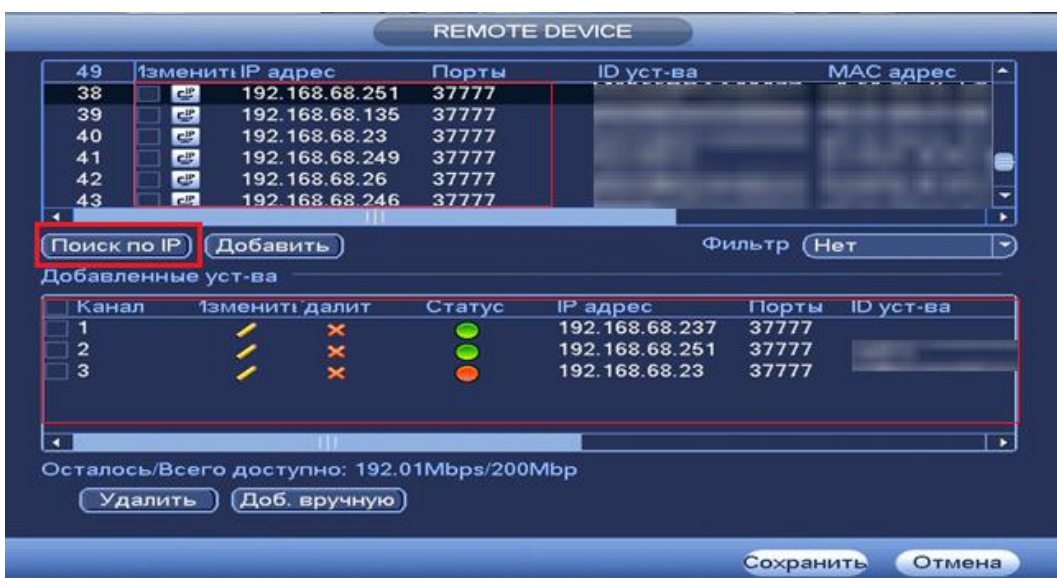 REMOTE DEVICE
49 Ізменить IP адрес Порты ID уст-ва MAC адрес
38 192.168.68.251 37777
39 192.168.68.135 37777
40 192.168.68.23 37777
41 192.168.68.249 37777
42 192.168.68.26 37777
43 192.168.68.246 37777
Поиск по IP Добавить Фильтр Нет
Добавленные уст-ва
Канал Ізменить далит Статус IP адрес Порты ID уст-ва
1 192.168.68.237 37777
2 192.168.68.251 37777
3 192.168.68.23 37777
Осталось/Всего доступно: 192.01Mbps/200Mbp
Удалить Доб. вручную
Сохранить Отмена